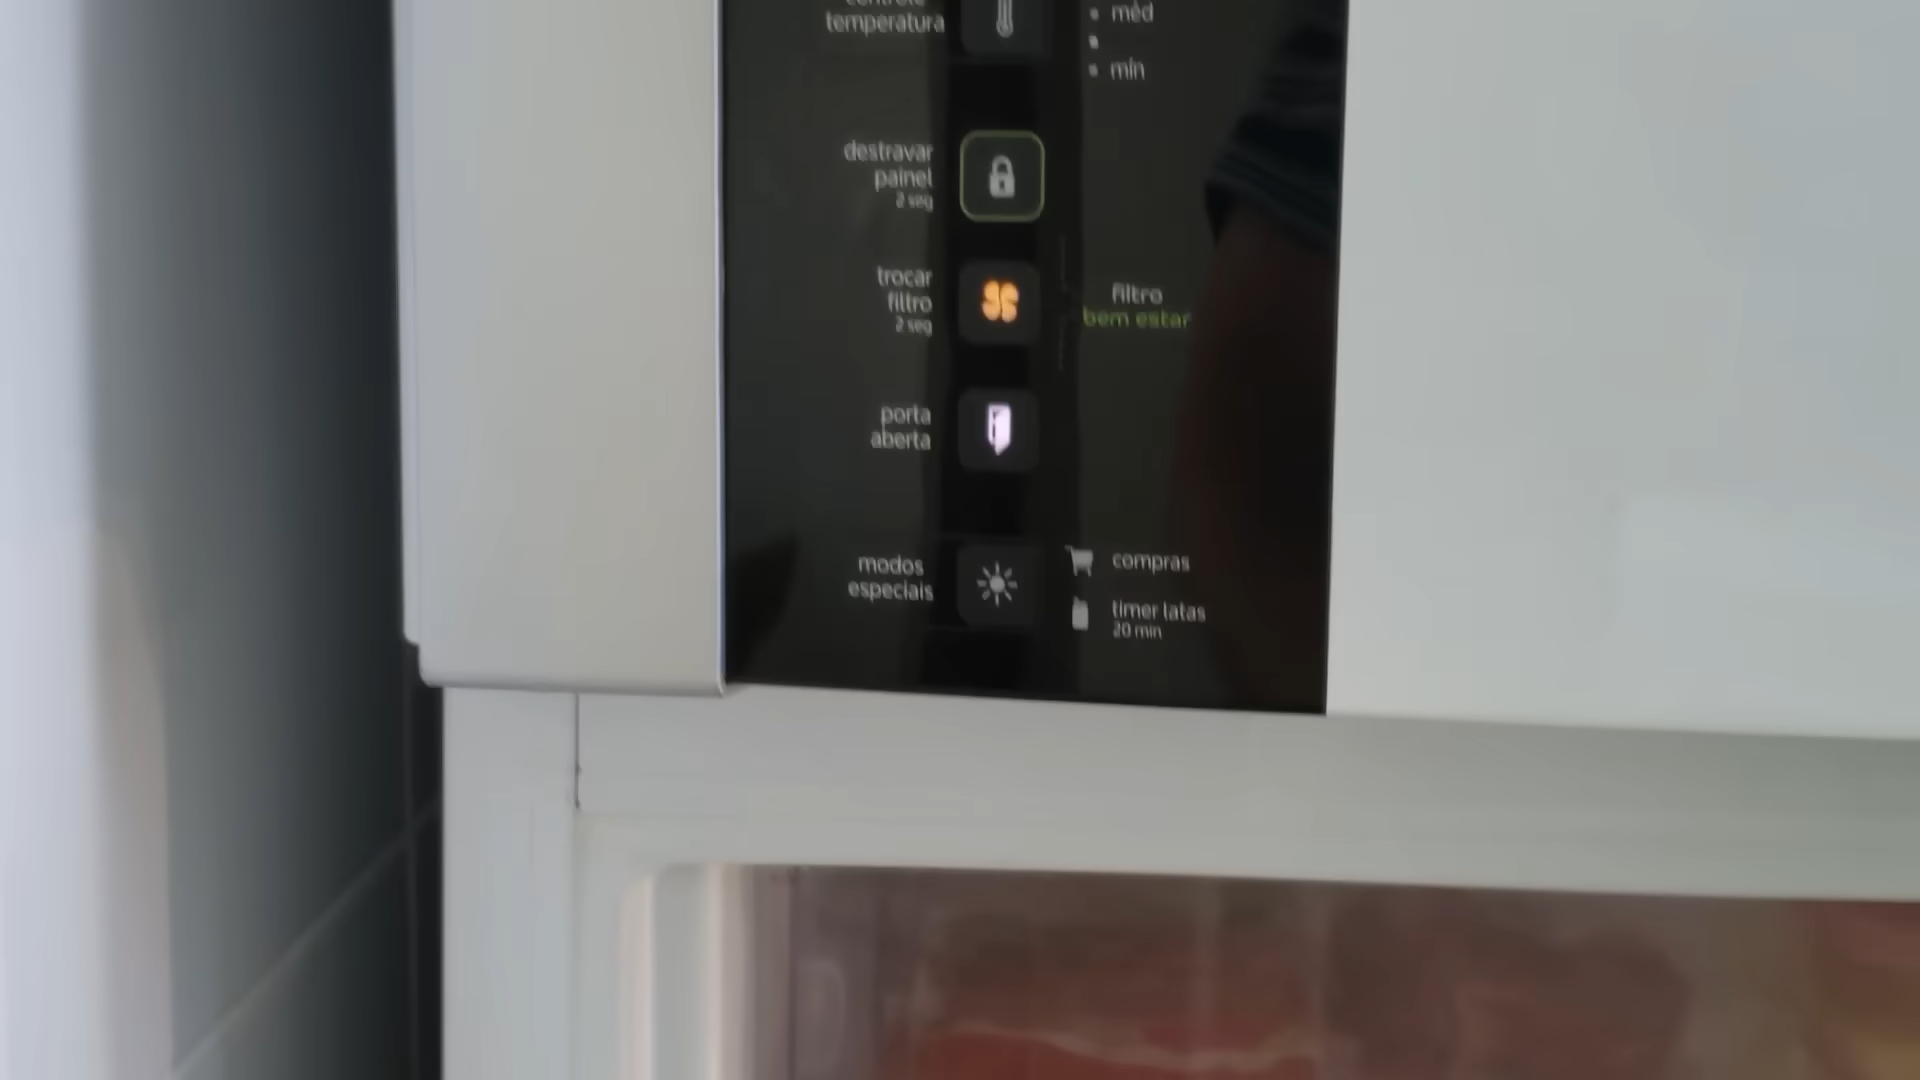 controle
temperatura
méd
mín
destravar
painel
2 seg
trocar
filtro
2 seg
filtro
bem estar
porta
aberta
modos
especiais
compras
timer latas
20 min